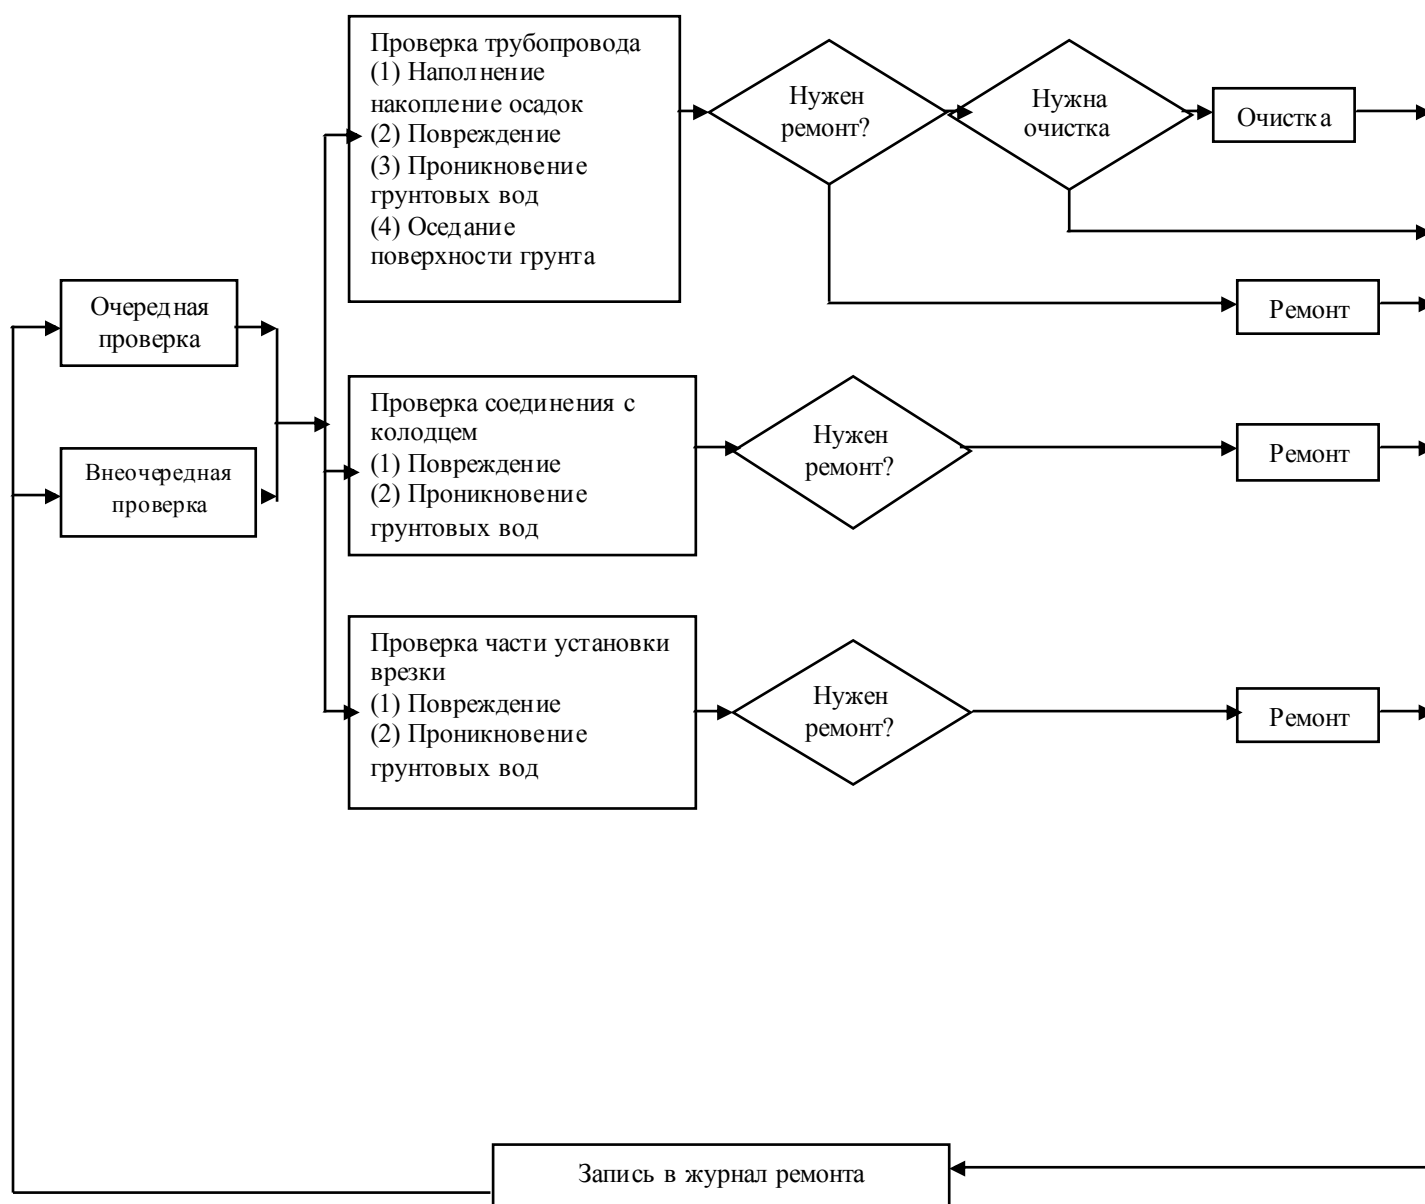 Проверка трубопровода
(1) Наполнение
накопление осадок
(2) Повреждение
(3) Проникновение
грунтовых вод
(4) Оседание
поверхности грунта
Нужен
ремонт?
Нужна
очистка
Очистка
Ремонт
Очередная
проверка
Внеочередная
проверка
Проверка соединения с
колодцем
(1) Повреждение
(2) Проникновение
грунтовых вод
Нужен
ремонт?
Ремонт
Проверка части установки
врезки
(1) Повреждение
(2) Проникновение
грунтовых вод
Нужен
ремонт?
Ремонт
Запись в журнал ремонта